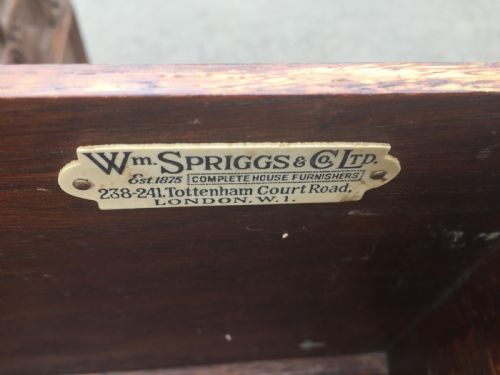 Wm. SPRIGGS & Co. LTD.
Est. 1875 COMPLETE HOUSE FURNISHERS
238-241, Tottenham Court Road,
LONDON. W. 1.